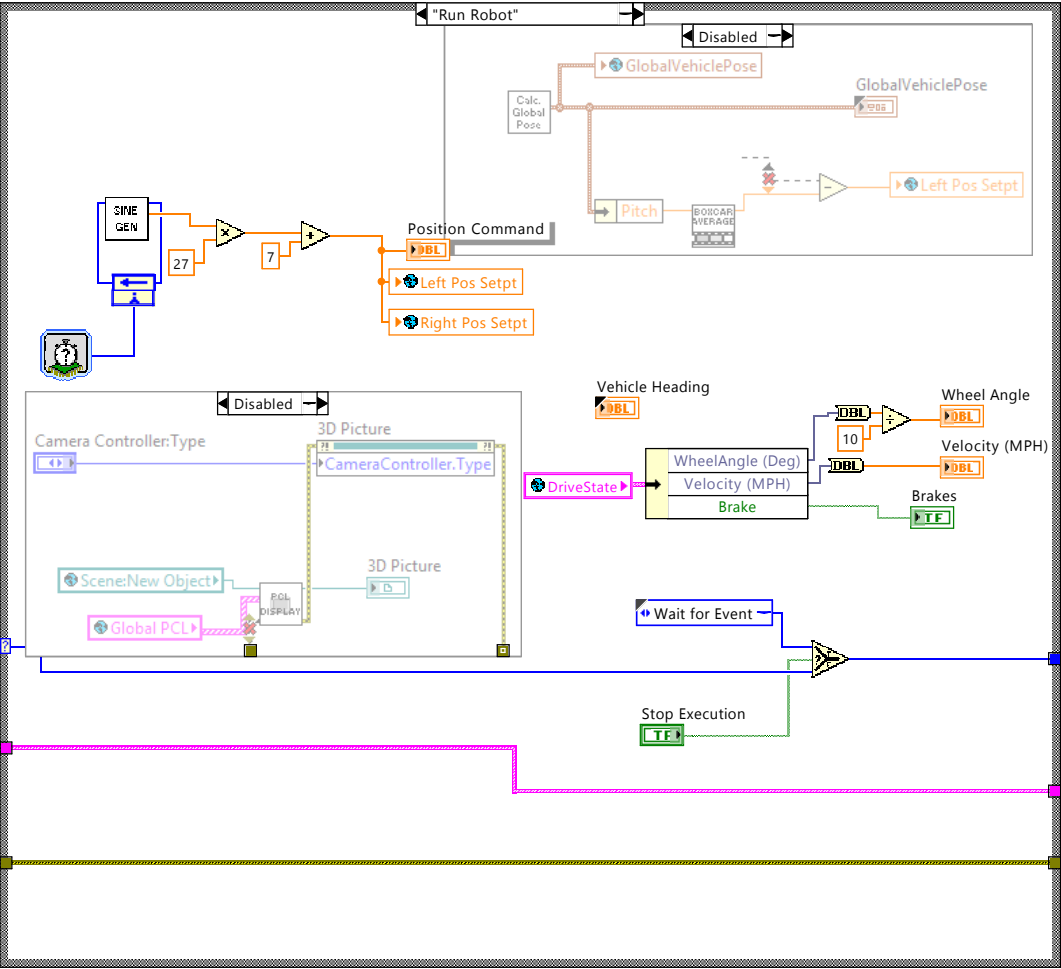 "Run Robot"
Disabled
GlobalVehiclePose
GlobalVehiclePose
Calc.
Global
Pose
Left Pos Setpt
Pitch
BOXCAR
AVERAGE
SINE
GEN
27
7
Position Command
DBL
Left Pos Setpt
Right Pos Setpt
?
Disabled
Camera Controller:Type
3D Picture
CameraController.Type
Scene:New Object
3D Picture
PCL
DISPLAY
Global PCL
Vehicle Heading
DBL
Wheel Angle
DBL
DBL
10
Velocity (MPH)
DBL
DBL
DriveState
WheelAngle (Deg)
Velocity (MPH)
Brake
Brakes
TF
Wait for Event
?
?
Stop Execution
TF